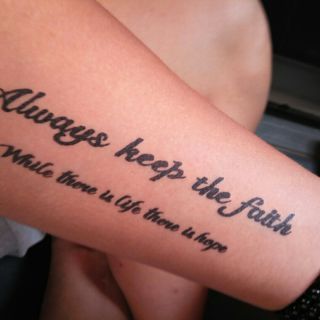 Always keep the faith
While there is life there is hope